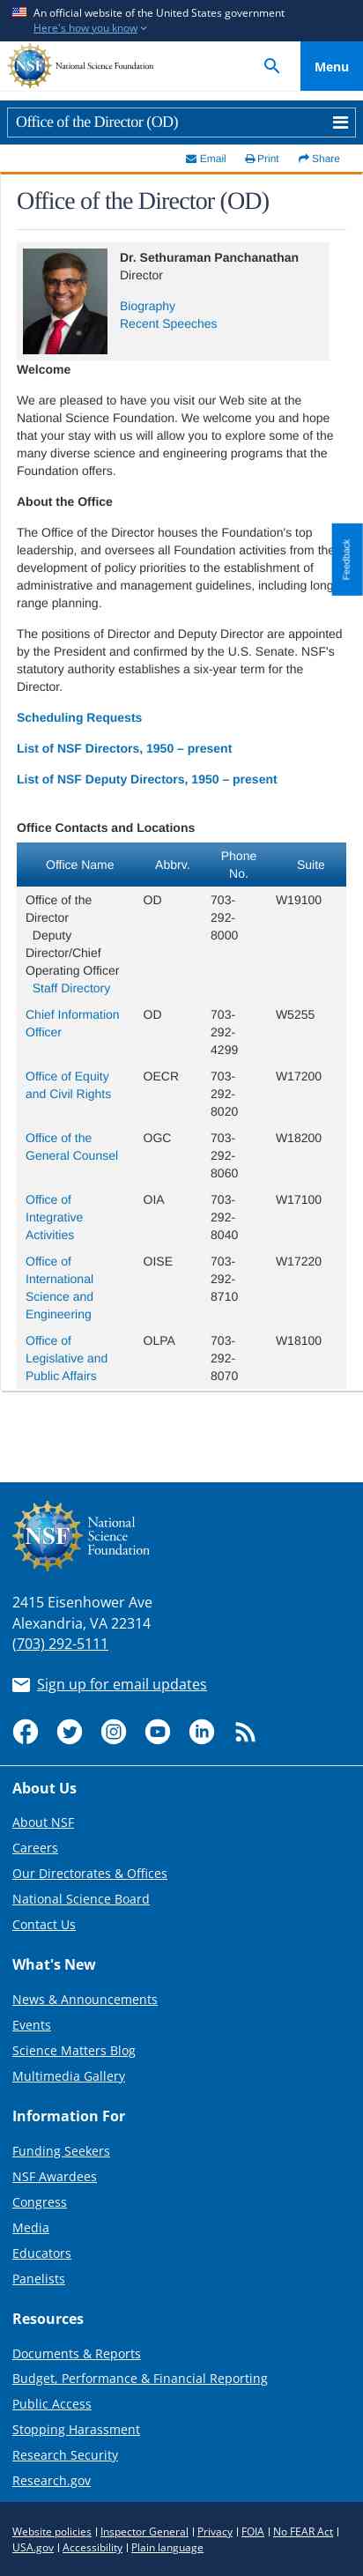 An official website of the United States government
Here's how you know
NSF National Science Foundation
Menu
Office of the Director (OD)
Email Print Share
Office of the Director (OD)
Dr. Sethuraman Panchanathan
Director
Biography
Recent Speeches
Welcome
We are pleased to have you visit our Web site at the
National Science Foundation. We welcome you and hope
that your stay with us will allow you to explore some of the
many diverse science and engineering programs that the
Foundation offers.
About the Office
The Office of the Director houses the Foundation's top
leadership, and oversees all Foundation activities from the
development of policy priorities to the establishment of
administrative and management guidelines, including long
range planning.
Feedback
The positions of Director and Deputy Director are appointed
by the President and confirmed by the U.S. Senate. NSF's
statutory authority establishes a six-year term for the
Director.
Scheduling Requests
List of NSF Directors, 1950 – present
List of NSF Deputy Directors, 1950 – present
Office Contacts and Locations
Office Name Abbrv. Phone No. Suite
Office of the OD 703- W19100
Director 292-
Deputy 8000
Director/Chief
Operating Officer
Staff Directory
Chief Information OD 703- W5255
Officer 292-
4299
Office of Equity OECR 703- W17200
and Civil Rights 292-
8020
Office of the OGC 703- W18200
General Counsel 292-
8060
Office of OIA 703- W17100
Integrative 292-
Activities 8040
Office of OISE 703- W17220
International 292-
Science and 8710
Engineering
Office of OLPA 703- W18100
Legislative and 292-
Public Affairs 8070
NSF
National
Science
Foundation
2415 Eisenhower Ave
Alexandria, VA 22314
(703) 292-5111
Sign up for email updates
About Us
About NSF
Careers
Our Directorates & Offices
National Science Board
Contact Us
What's New
News & Announcements
Events
Science Matters Blog
Multimedia Gallery
Information For
Funding Seekers
NSF Awardees
Congress
Media
Educators
Panelists
Resources
Documents & Reports
Budget, Performance & Financial Reporting
Public Access
Stopping Harassment
Research Security
Research.gov
Website policies | Inspector General | Privacy | FOIA | No FEAR Act |
USA.gov | Accessibility | Plain language